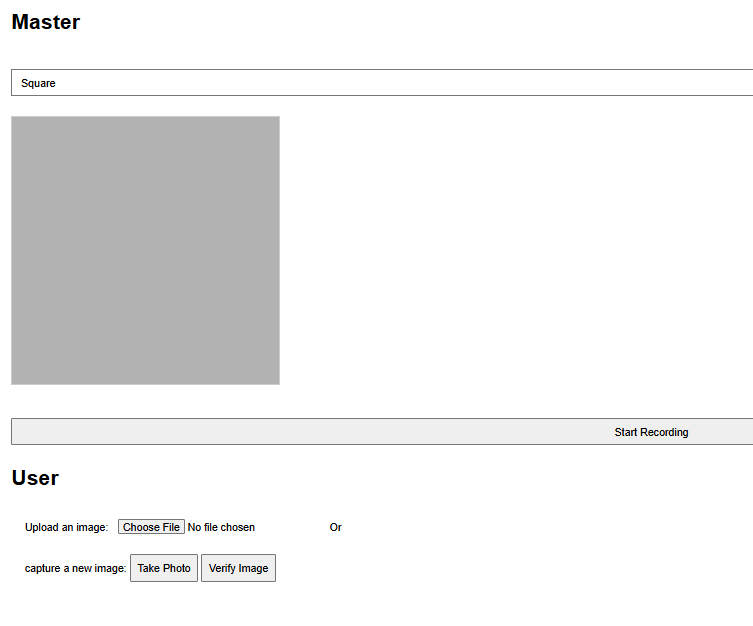 Master
Square
Start Recording
User
Upload an image: Choose File No file chosen Or
capture a new image: Take Photo Verify Image